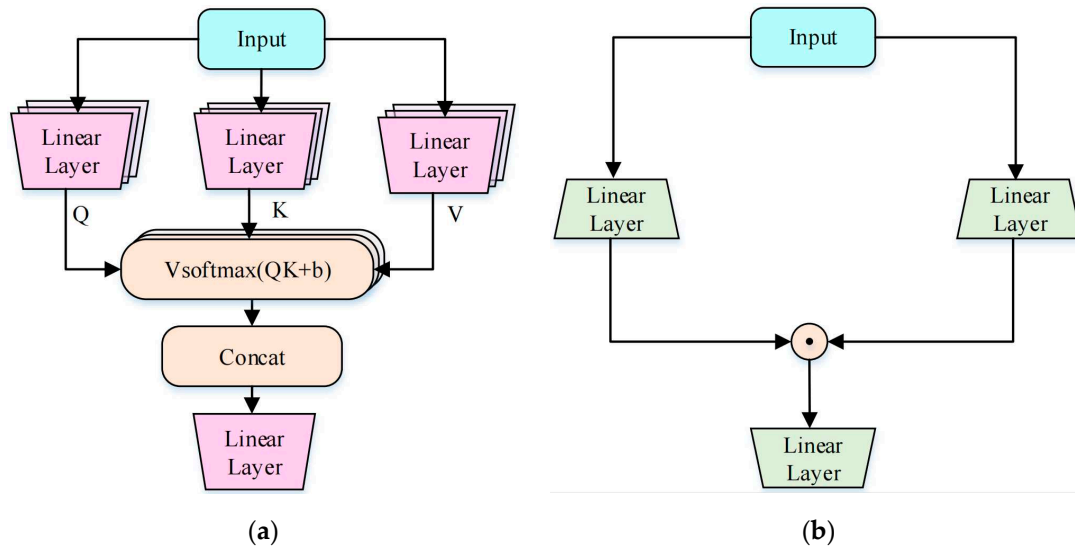 Input
Linear
Layer
Linear
Layer
Linear
Layer
Q
K
V
Vsoftmax(QK+b)
Concat
Linear
Layer
(a)
Input
Linear
Layer
Linear
Layer
Linear
Layer
(b)